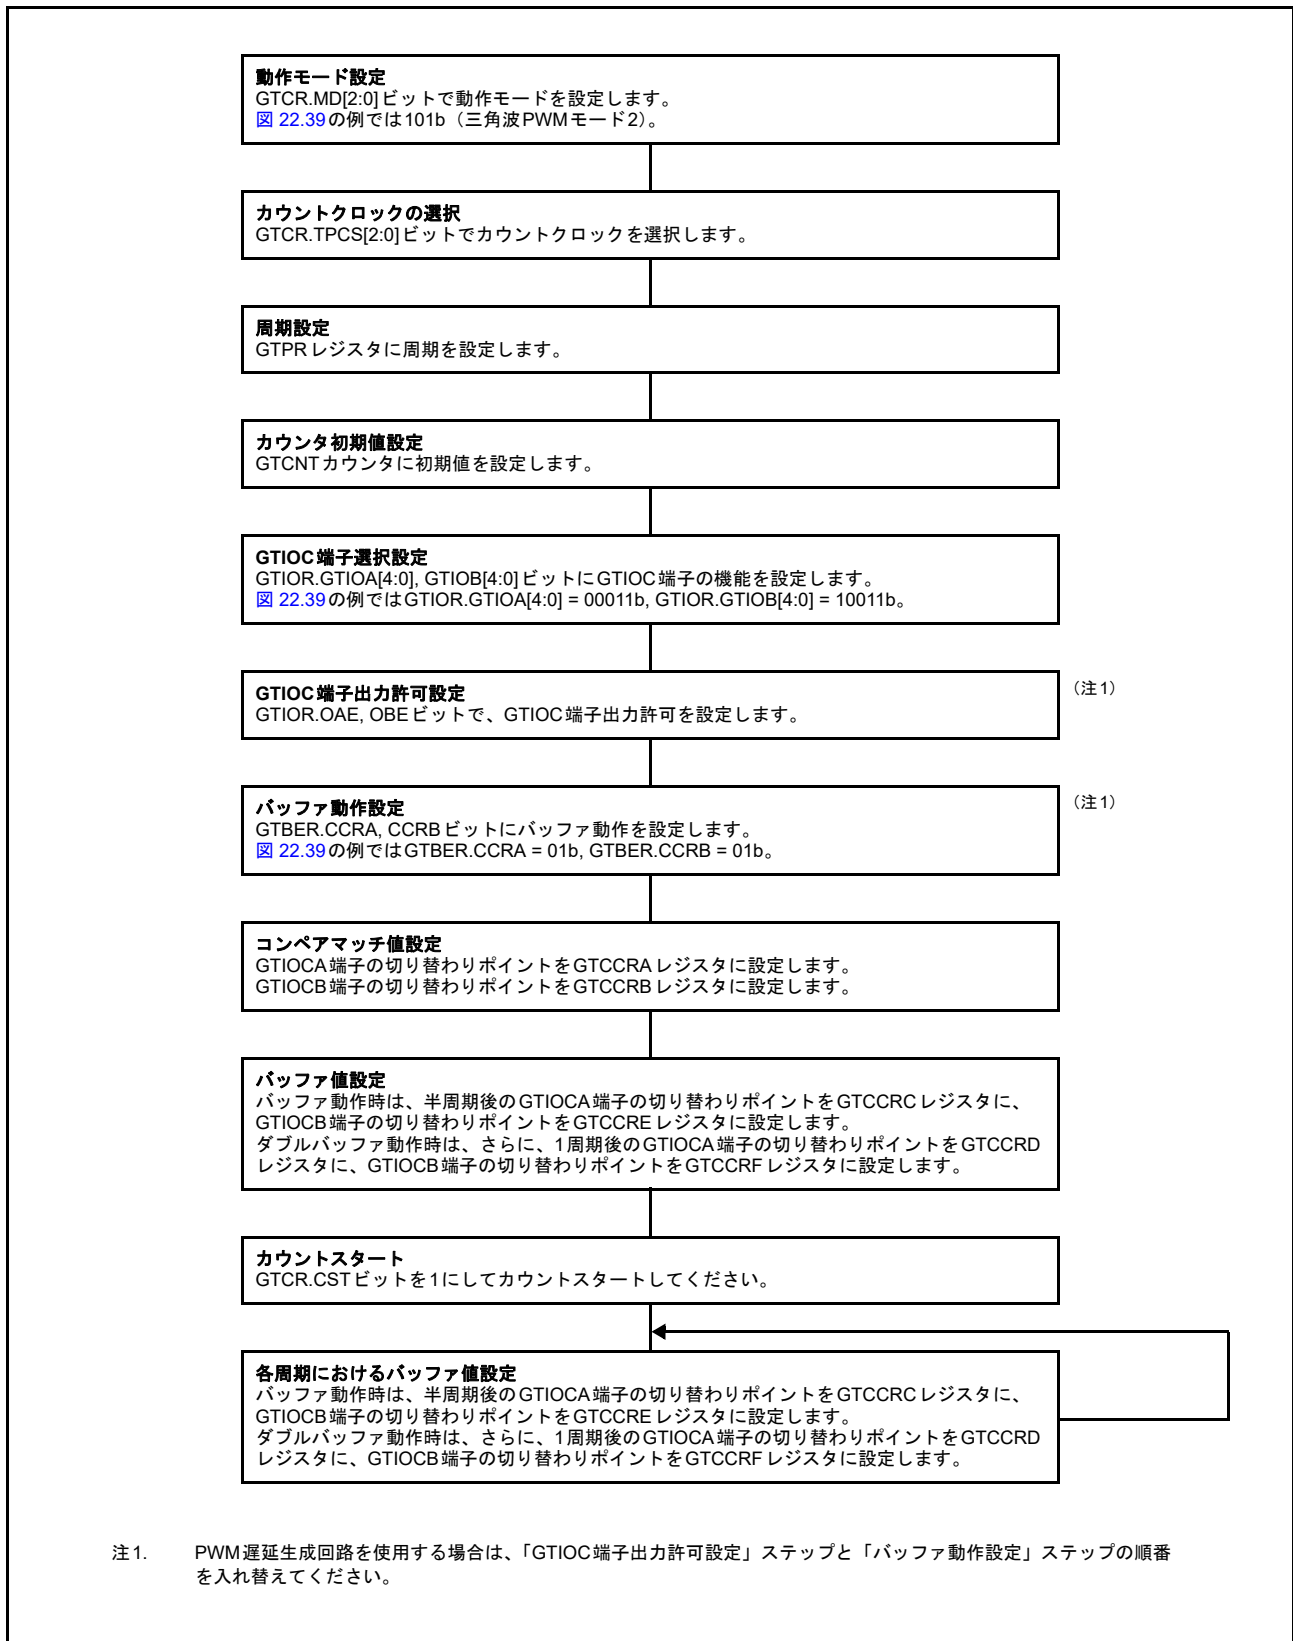 動作モード設定
GTCR.MD[2:0]ビットで動作モードを設定します。
図 22.39の例では101b（三角波PWMモード2）。
カウントクロックの選択
GTCR.TPCS[2:0]ビットでカウントクロックを選択します。
周期設定
GTPRレジスタに周期を設定します。
カウンタ初期値設定
GTCNTカウンタに初期値を設定します。
GTIOC端子選択設定
GTIOR.GTIOA[4:0], GTIOB[4:0]ビットにGTIOC端子の機能を設定します。
図 22.39の例ではGTIOR.GTIOA[4:0] = 00011b, GTIOR.GTIOB[4:0] = 10011b。
GTIOC端子出力許可設定
GTIOR.OAE, OBEビットで、GTIOC端子出力許可を設定します。
（注1）
バッファ動作設定
GTBER.CCRA, CCRBビットにバッファ動作を設定します。
図 22.39の例ではGTBER.CCRA = 01b, GTBER.CCRB = 01b。
（注1）
コンペアマッチ値設定
GTIOCA端子の切り替わりポイントをGTCCRAレジスタに設定します。
GTIOCB端子の切り替わりポイントをGTCCRBレジスタに設定します。
バッファ値設定
バッファ動作時は、半周期後のGTIOCA端子の切り替わりポイントをGTCCRCレジスタに、
GTIOCB端子の切り替わりポイントをGTCCREレジスタに設定します。
ダブルバッファ動作時は、さらに、1周期後のGTIOCA端子の切り替わりポイントをGTCCRD
レジスタに、GTIOCB端子の切り替わりポイントをGTCCRFレジスタに設定します。
カウントスタート
GTCR.CSTビットを1にしてカウントスタートしてください。
各周期におけるバッファ値設定
バッファ動作時は、半周期後のGTIOCA端子の切り替わりポイントをGTCCRCレジスタに、
GTIOCB端子の切り替わりポイントをGTCCREレジスタに設定します。
ダブルバッファ動作時は、さらに、1周期後のGTIOCA端子の切り替わりポイントをGTCCRD
レジスタに、GTIOCB端子の切り替わりポイントをGTCCRFレジスタに設定します。
注1. PWM遅延生成回路を使用する場合は、「GTIOC端子出力許可設定」ステップと「バッファ動作設定」ステップの順番
を入れ替えてください。